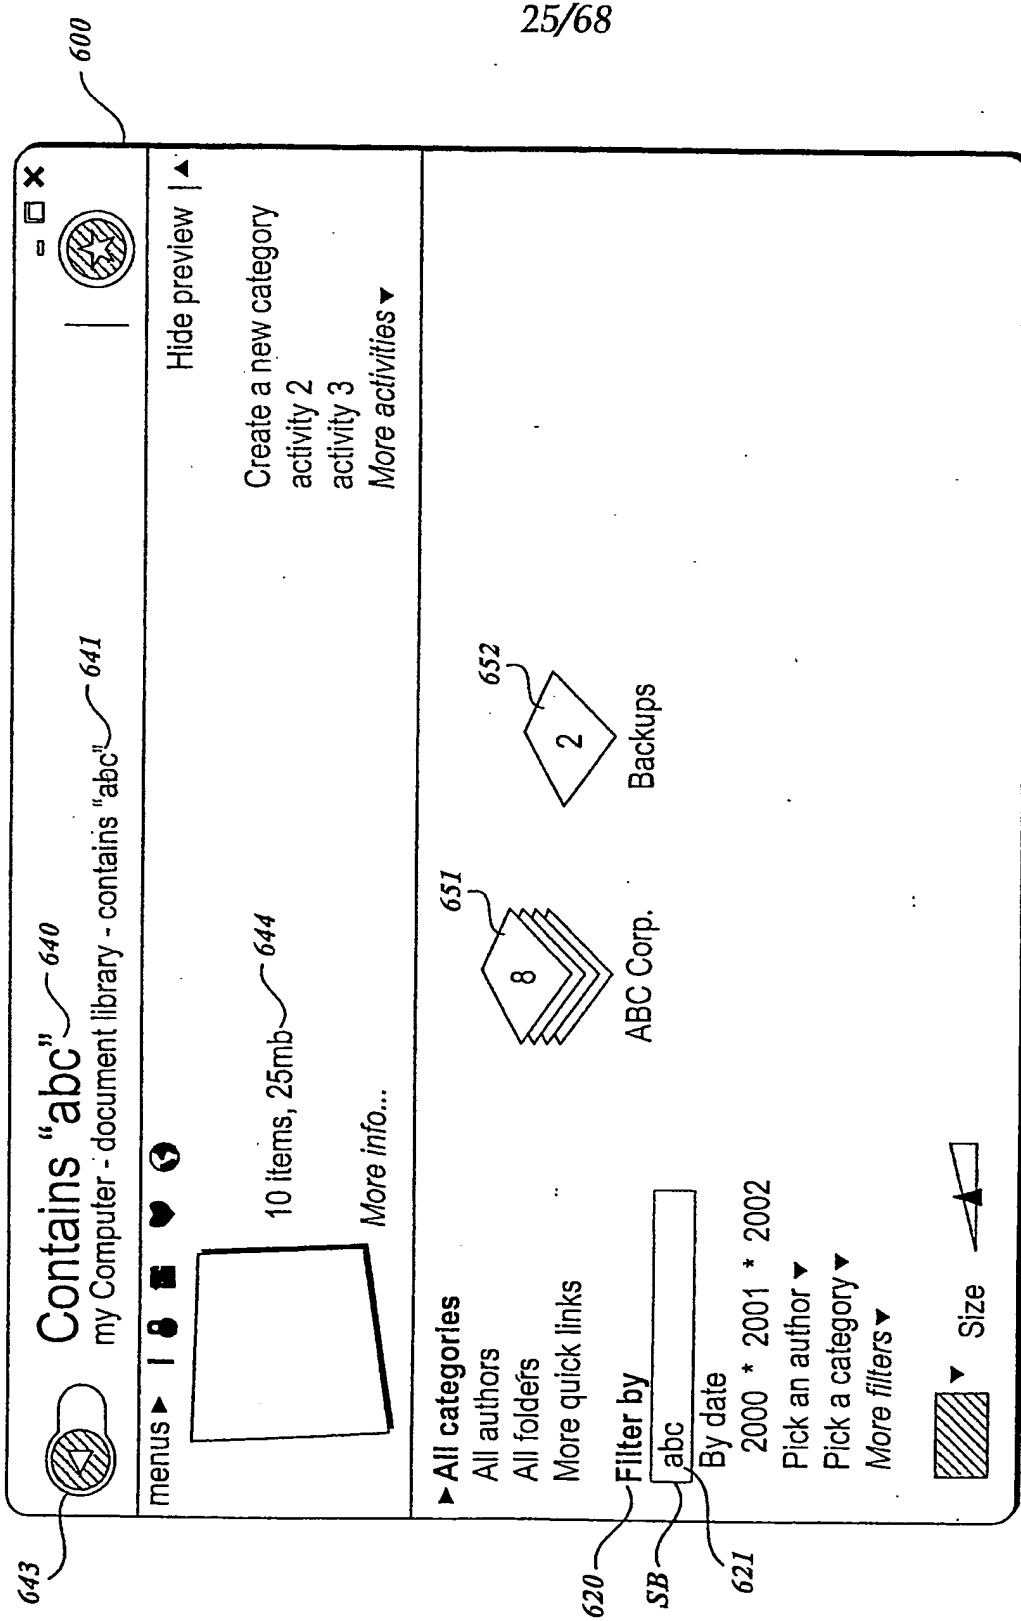 25/68
600
643
Contains “abc”
640
my Computer - document library - contains “abc”
641
menus
Hide preview
10 items, 25mb
644
More info...
Create a new category
activity 2
activity 3
More activities
All categories
All authors
All folders
More quick links
620
Filter by
SB
abc
621
By date
2000 * 2001 * 2002
Pick an author
Pick a category
More filters
Size
651
8
ABC Corp.
652
2
Backups